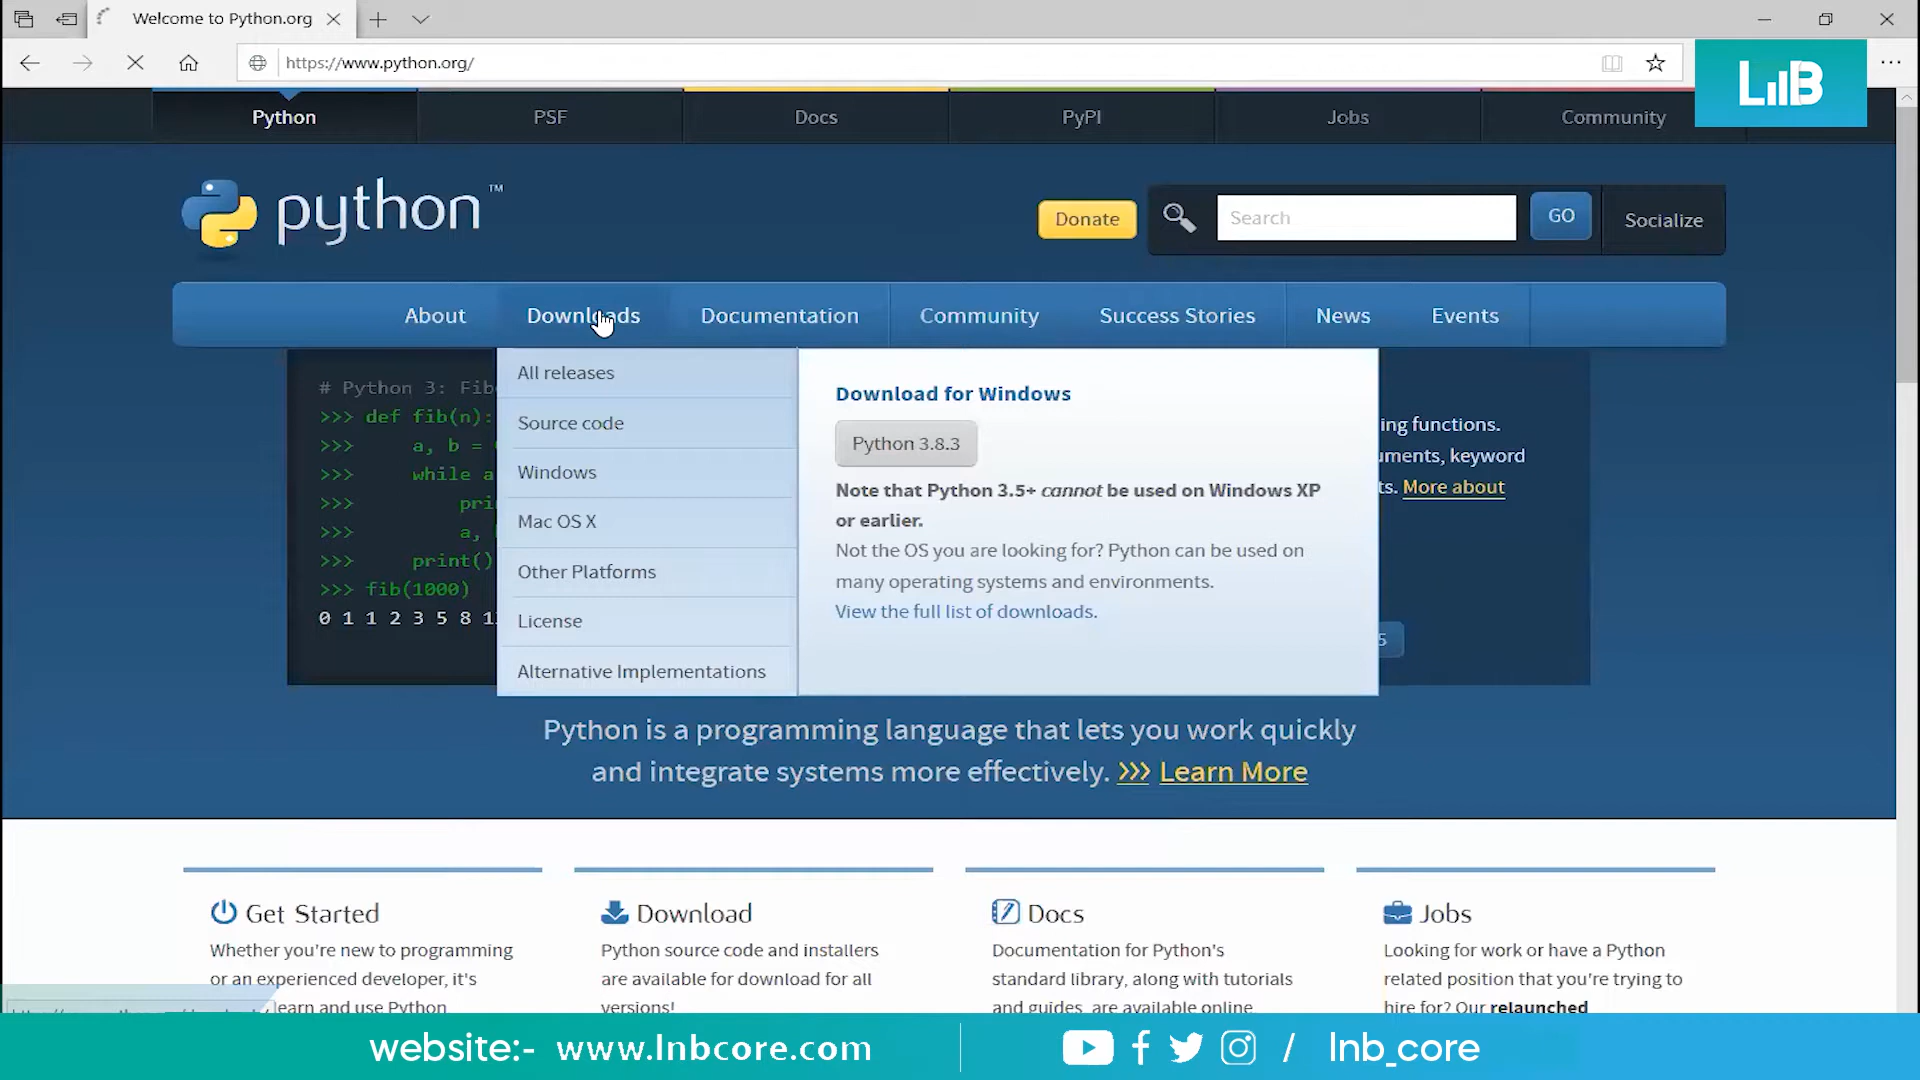 Welcome to Python.org
https://www.python.org/
LNB
Python
PSF
Docs
PyPI
Jobs
Community
python™
Donate
Search
GO
Socialize
About
Downloads
Documentation
Community
Success Stories
News
Events
# Python 3: Fib
>>> def fib(n):
>>> a, b =
>>> while a
>>> pri
>>> a,
>>> print()
>>> fib(1000)
0 1 1 2 3 5 8 1
All releases
Source code
Windows
Mac OS X
Other Platforms
License
Alternative Implementations
Download for Windows
Python 3.8.3
Note that Python 3.5+ cannot be used on Windows XP
or earlier.
Not the OS you are looking for? Python can be used on
many operating systems and environments.
View the full list of downloads.
ing functions.
uments, keyword
ts. More about
5
Python is a programming language that lets you work quickly
and integrate systems more effectively. >>> Learn More
Get Started
Whether you're new to programming
or an experienced developer, it's
earn and use Python
Download
Python source code and installers
are available for download for all
versions!
Docs
Documentation for Python's
standard library, along with tutorials
and guides, are available online
Jobs
Looking for work or have a Python
related position that you're trying to
hire for? Our relaunched
website:- www.lnbcore.com
/ lnb_core